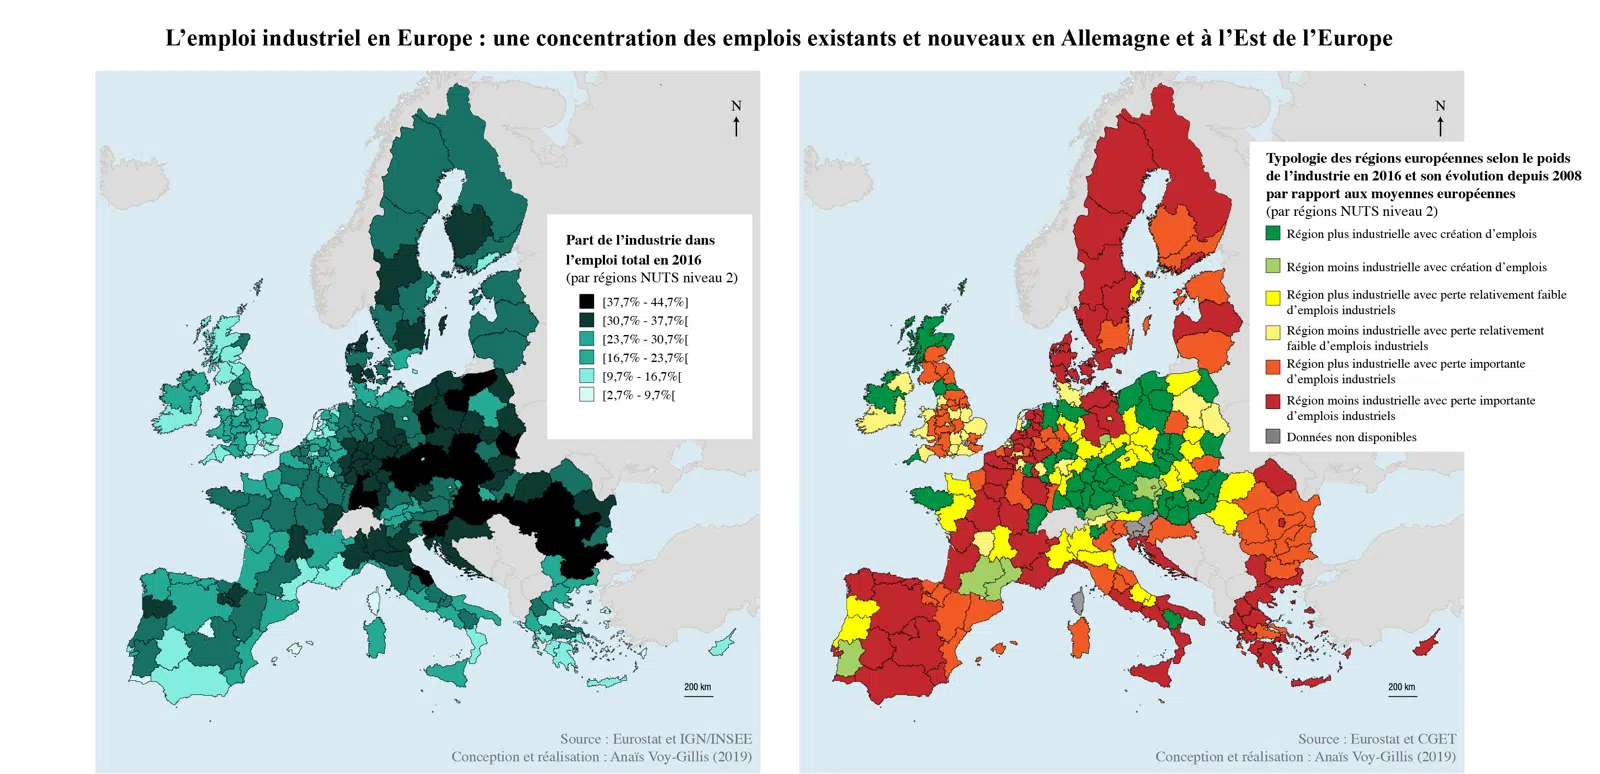 L’emploi industriel en Europe : une concentration des emplois existants et nouveaux en Allemagne et à l’Est de l’Europe
N
Part de l’industrie dans
l’emploi total en 2016
(par régions NUTS niveau 2)
[37,7% - 44,7%]
[30,7% - 37,7%[
[23,7% - 30,7%[
[16,7% - 23,7%[
[9,7% - 16,7%[
[2,7% - 9,7%[
200 km
Source : Eurostat et IGN/INSEE
Conception et réalisation : Anaïs Voy-Gillis (2019)
N
Typologie des régions européennes selon le poids
de l’industrie en 2016 et son évolution depuis 2008
par rapport aux moyennes européennes
(par régions NUTS niveau 2)
Région plus industrielle avec création d’emplois
Région moins industrielle avec création d’emplois
Région plus industrielle avec perte relativement faible
d’emplois industriels
Région moins industrielle avec perte relativement
faible d’emplois industriels
Région plus industrielle avec perte importante
d’emplois industriels
Région moins industrielle avec perte importante
d’emplois industriels
Données non disponibles
200 km
Source : Eurostat et CGET
Conception et réalisation : Anaïs Voy-Gillis (2019)